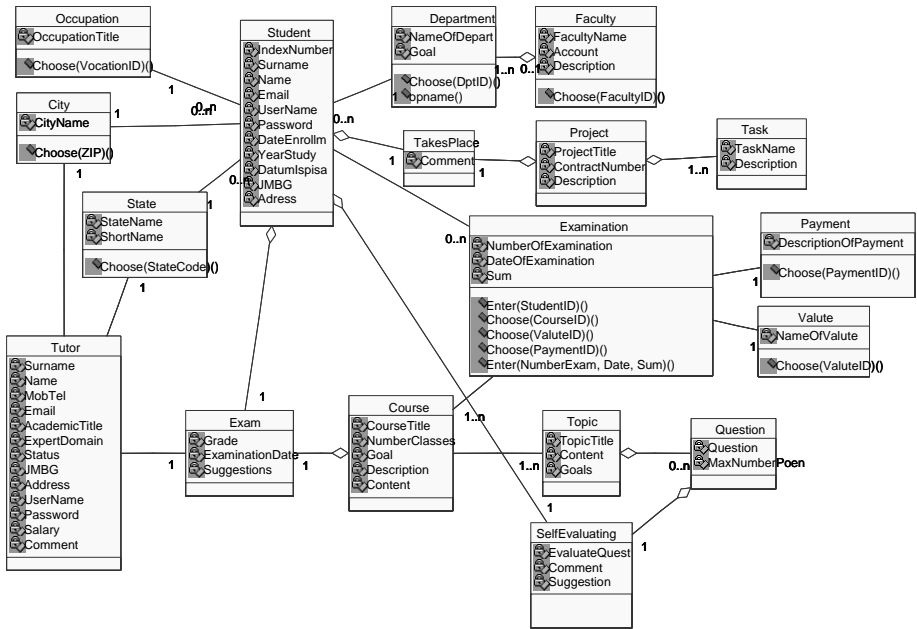 Occupation
OccupationTitle
Choose(VocationID)()
1
0..n
City
CityName
Choose(ZIP)()
1
1
0..n
State
StateName
ShortName
Choose(StateCode)()
1
1
0..n
Student
IndexNumber
Surname
Name
Email
UserName
Password
DateEnrollm
YearStudy
DatumIspisa
JMBG
Adress
Department
NameOfDepart
Goal
Choose(DptID)()
opname()
1
0..n
1..n
0..1
Faculty
FacultyName
Account
Description
Choose(FacultyID)()
TakesPlace
Comment
1
1
Project
ProjectTitle
ContractNumber
Description
1..n
Task
TaskName
Description
Examination
NumberOfExamination
DateOfExamination
Sum
Enter(StudentID)()
Choose(CourseID)()
Choose(ValuteID)()
Choose(PaymentID)()
Enter(NumberExam, Date, Sum)()
0..n
1
1
Payment
DescriptionOfPayment
Choose(PaymentID)()
Valute
NameOfValute
Choose(ValuteID)()
Tutor
Surname
Name
MobTel
Email
AcademicTitle
ExpertDomain
Status
JMBG
Address
UserName
Password
Salary
Comment
1
1
Exam
Grade
ExaminationDate
Suggestions
1
Course
CourseTitle
NumberClasses
Goal
Description
Content
1..n
1..n
Topic
TopicTitle
Content
Goals
0..n
Question
Question
MaxNumberPoen
1
1
SelfEvaluating
EvaluateQuest
Comment
Suggestion